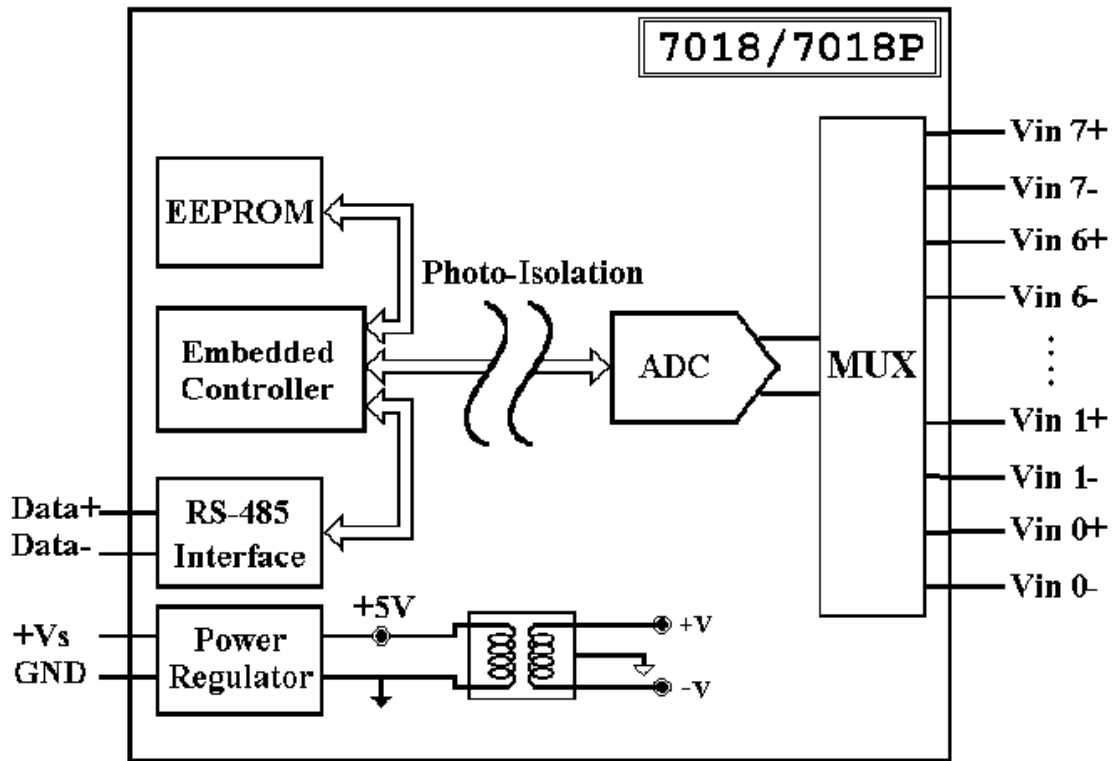 7018/7018P
Vin 7+
Vin 7-
EEPROM
Vin 6+
Photo-Isolation
Vin 6-
Embedded
Controller
ADC
MUX
Vin 1+
Vin 1-
Data+
RS-485
Vin 0+
Data-
Interface
Vin 0-
+5V
+Vs
Power
+V
GND
Regulator
-V